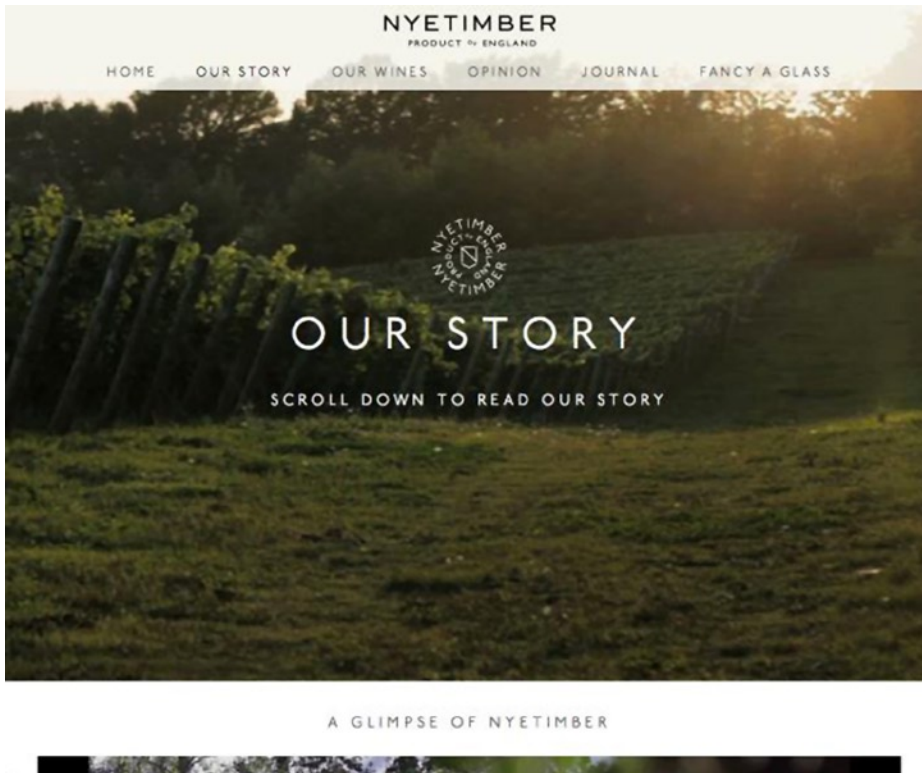 NYETIMBER
PRODUCT OF ENGLAND
HOME OUR STORY OUR WINES OPINION JOURNAL FANCY A GLASS
NYETIMBER
PRODUCT OF ENGLAND
NYETIMBER
OUR STORY
SCROLL DOWN TO READ OUR STORY
A GLIMPSE OF NYETIMBER